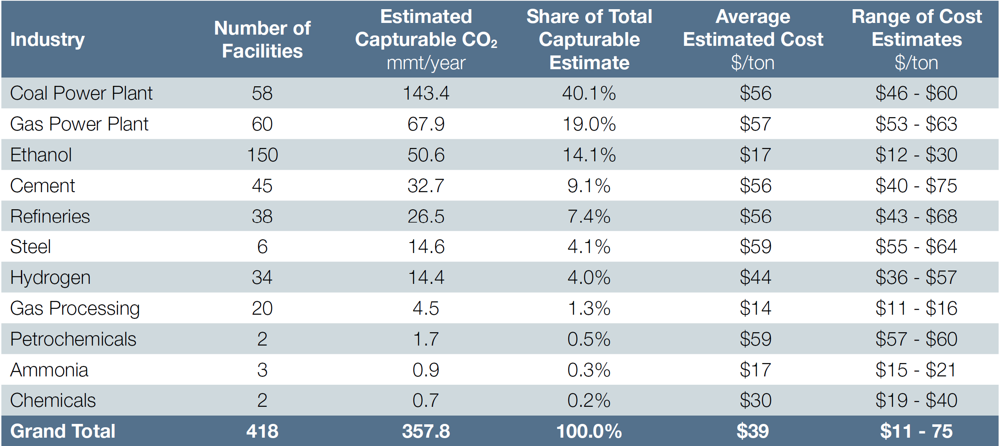 Industry Number of Facilities Estimated Capturable CO₂ mmt/year Share of Total Capturable Estimate Average Estimated Cost $/ton Range of Cost Estimates $/ton
Coal Power Plant 58 143.4 40.1% $56 $46 - $60
Gas Power Plant 60 67.9 19.0% $57 $53 - $63
Ethanol 150 50.6 14.1% $17 $12 - $30
Cement 45 32.7 9.1% $56 $40 - $75
Refineries 38 26.5 7.4% $56 $43 - $68
Steel 6 14.6 4.1% $59 $55 - $64
Hydrogen 34 14.4 4.0% $44 $36 - $57
Gas Processing 20 4.5 1.3% $14 $11 - $16
Petrochemicals 2 1.7 0.5% $59 $57 - $60
Ammonia 3 0.9 0.3% $17 $15 - $21
Chemicals 2 0.7 0.2% $30 $19 - $40
Grand Total 418 357.8 100.0% $39 $11 - 75